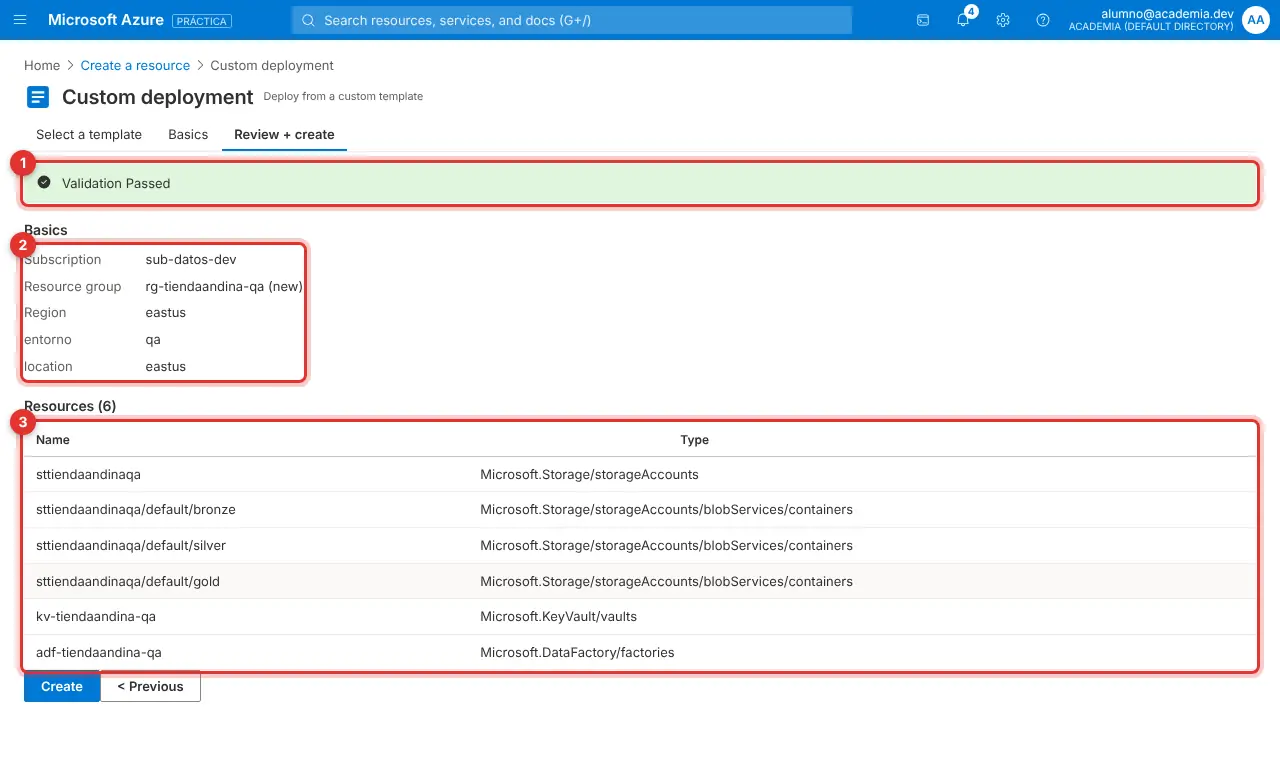 Microsoft Azure PRÁCTICA Search resources, services, and docs (G+/) 4 alumno@academia.dev AA
ACADEMIA (DEFAULT DIRECTORY)
Home > Create a resource > Custom deployment
Custom deployment Deploy from a custom template
Select a template Basics Review + create
1
Validation Passed
Basics
2
Subscription sub-datos-dev
Resource group rg-tiendaandina-qa (new)
Region eastus
entorno qa
location eastus
Resources (6)
3
Name Type
sttiendaandinaqa Microsoft.Storage/storageAccounts
sttiendaandinaqa/default/bronze Microsoft.Storage/storageAccounts/blobServices/containers
sttiendaandinaqa/default/silver Microsoft.Storage/storageAccounts/blobServices/containers
sttiendaandinaqa/default/gold Microsoft.Storage/storageAccounts/blobServices/containers
kv-tiendaandina-qa Microsoft.KeyVault/vaults
adf-tiendaandina-qa Microsoft.DataFactory/factories
Create < Previous